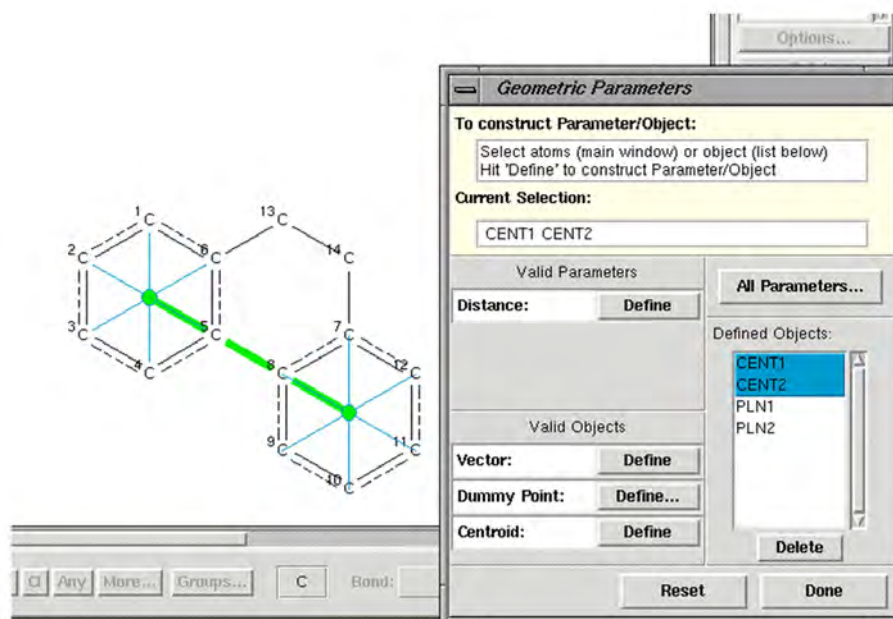 Options...
Geometric Parameters
To construct Parameter/Object:
Select atoms (main window) or object (list below)
Hit "Define" to construct Parameter/Object
Current Selection:
CENT1 CENT2
Valid Parameters
All Parameters...
Distance: Define
Defined Objects:
CENT1
CENT2
PLN1
PLN2
Valid Objects
Vector: Define
Dummy Point: Define...
Centroid: Define
Delete
Reset Done
1 C 13 C
2 C 6 C 14 C
3 C 5 C 7 C
4 C 8 C 12 C
9 C 11 C
10 C
Cl Any More... Groups... C Bond: